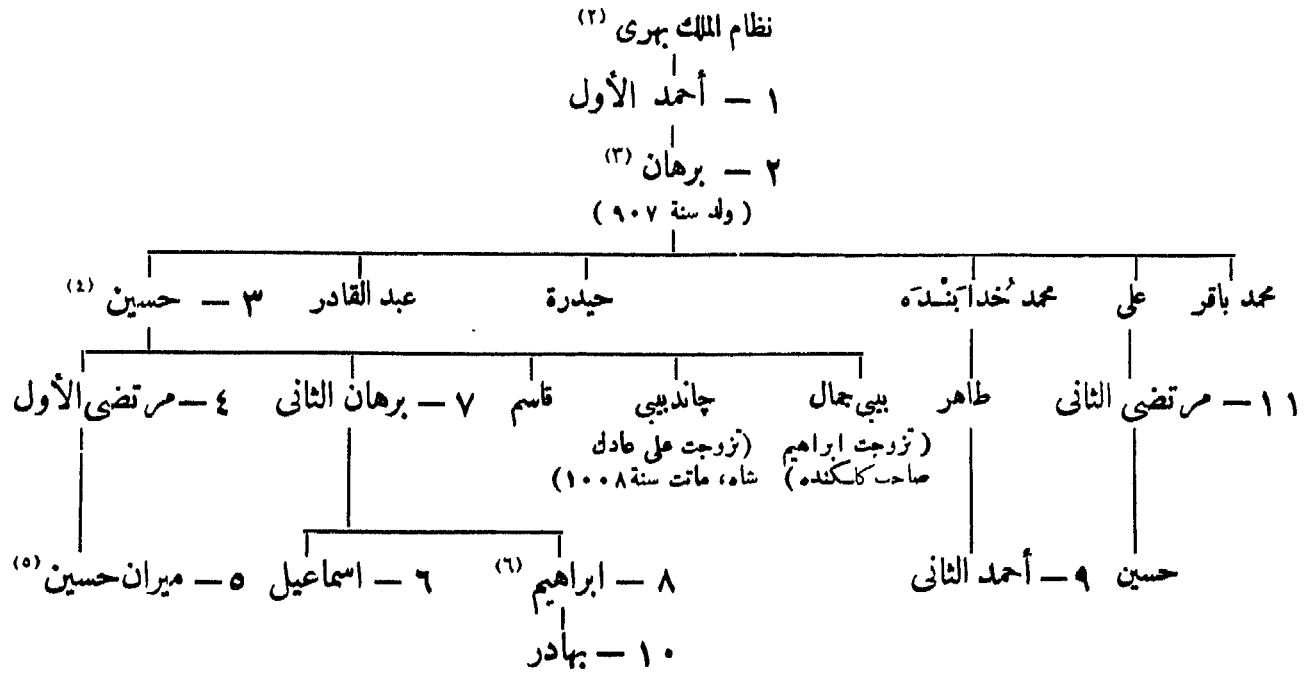 نظام الملك بهرى (٢)
١ – أحمد الأول
٢ – برهان (٣)
( ولد سنة ٩٠٧ )
محمد باقر على محمد خُدابَنْدَه حيدرة عبد القادر ٣ – حسين (٤)
١١ – مرتضى الثانى طاهر بيبى جمال چاندبيبى قاسم ٧ – برهان الثانى ٤ – مرتضى الأول
( تزوجت ابراهيم (تزوجت على عادل
صاحب كلكنده) شاه، ماتت سنة ١٠٠٨)
حسين ٩ – أحمد الثانى ٨ – ابراهيم (٦) ٦ – اسماعيل ٥ – ميران حسين (٥)
١٠ – بهادر